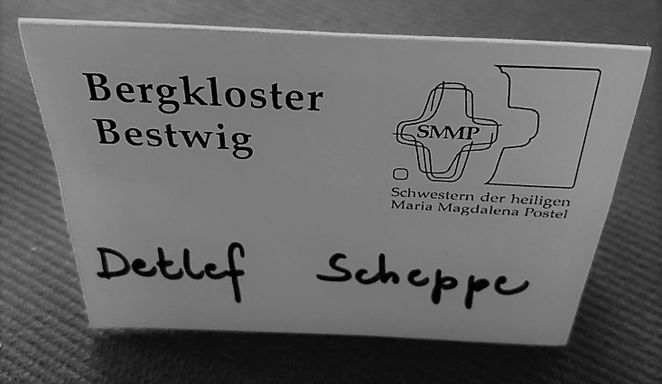 Bergkloster
Bestwig
SMMP
Schwestern der heiligen
Maria Magdalena Postel
Detlef Scheppe